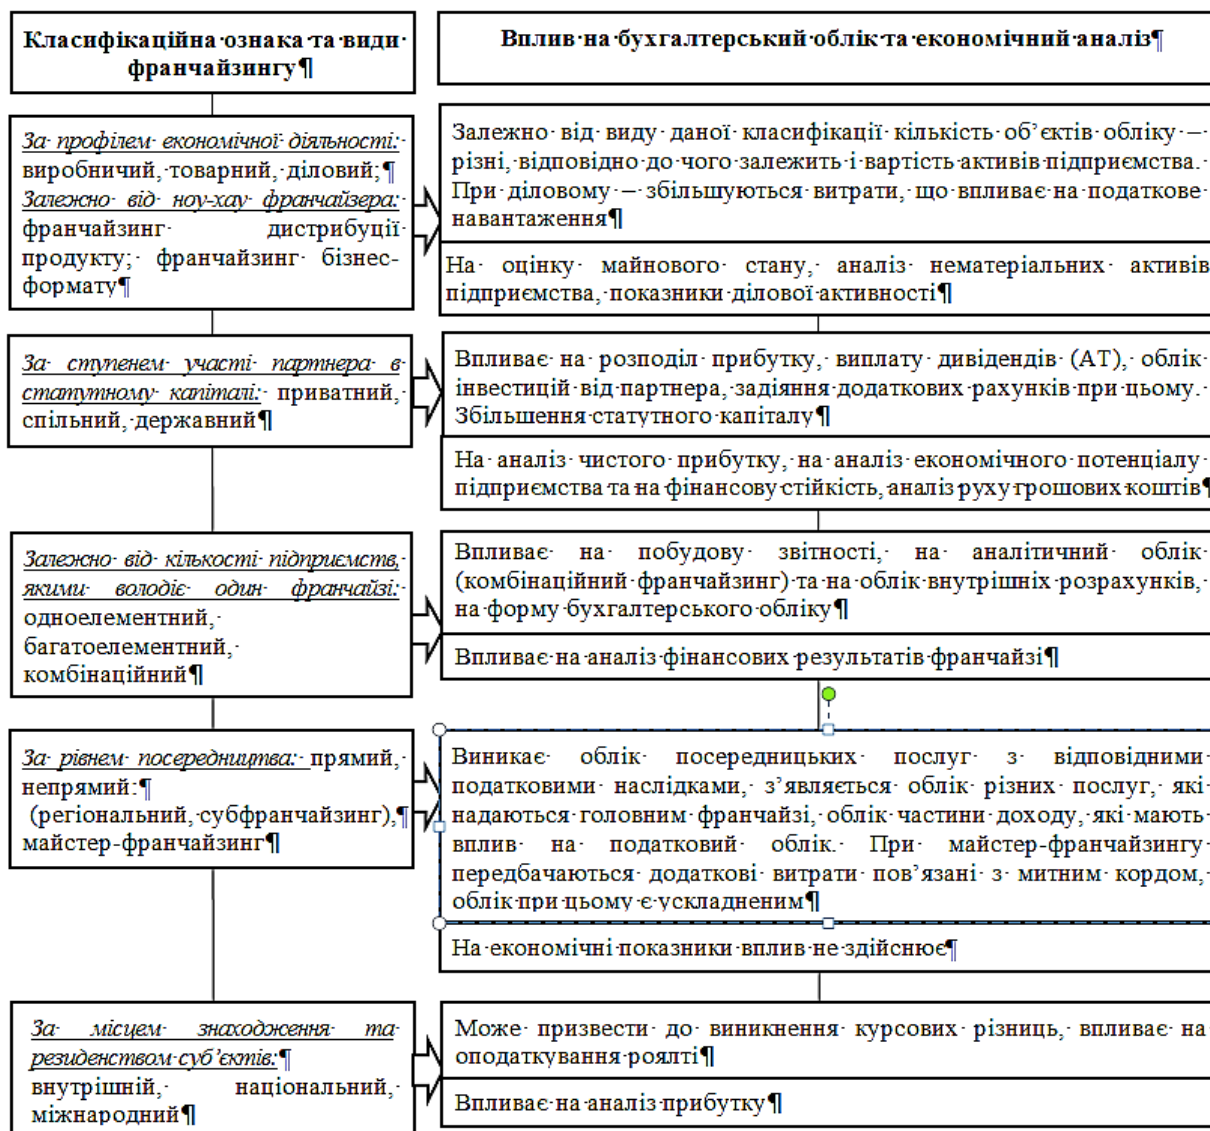 Класифікаційна ознака та види
франчайзингу¶
Вплив на бухгалтерський облік та економічний аналіз¶
За профілем економічної діяльності:
виробничий, товарний, діловий;¶
Залежно від ноу-хау франчайзера:
франчайзинг дистрибуції
продукту; франчайзинг бізнес-
формату¶
Залежно від виду даної класифікації кількість об’єктів обліку –
різні, відповідно до чого залежить і вартість активів підприємства.
При діловому – збільшуються витрати, що впливає на податкове
навантаження¶
На оцінку майнового стану, аналіз нематеріальних активів
підприємства, показники ділової активності¶
За ступенем участі партнера в
статутному капіталі: приватний,
спільний, державний¶
Впливає на розподіл прибутку, виплату дивідендів (АТ), облік
інвестицій від партнера, задіяння додаткових рахунків при цьому.
Збільшення статутного капіталу¶
На аналіз чистого прибутку, на аналіз економічного потенціалу
підприємства та на фінансову стійкість, аналіз руху грошових коштів¶
Залежно від кількості підприємств,
якими володіє один франчайзі:
одноелементний,
багатоелементний,
комбінаційний¶
Впливає на побудову звітності, на аналітичний облік
(комбінаційний франчайзинг) та на облік внутрішніх розрахунків,
на форму бухгалтерського обліку¶
Впливає на аналіз фінансових результатів франчайзі¶
За рівнем посередництва: прямий,
непрямий:¶
(регіональний, субфранчайзинг),¶
майстер-франчайзинг¶
Виникає облік посередницьких послуг з відповідними
податковими наслідками, з’являється облік різних послуг, які
надаються головним франчайзі, облік частини доходу, які мають
вплив на податковий облік. При майстер-франчайзингу
передбачаються додаткові витрати пов’язані з митним кордом,
облік при цьому є ускладненим¶
На економічні показники вплив не здійснює¶
За місцем знаходження та
резиденством суб’єктів:¶
внутрішній, національний,
міжнародний¶
Може призвести до виникнення курсових різниць, впливає на
оподаткування роялті¶
Впливає на аналіз прибутку¶